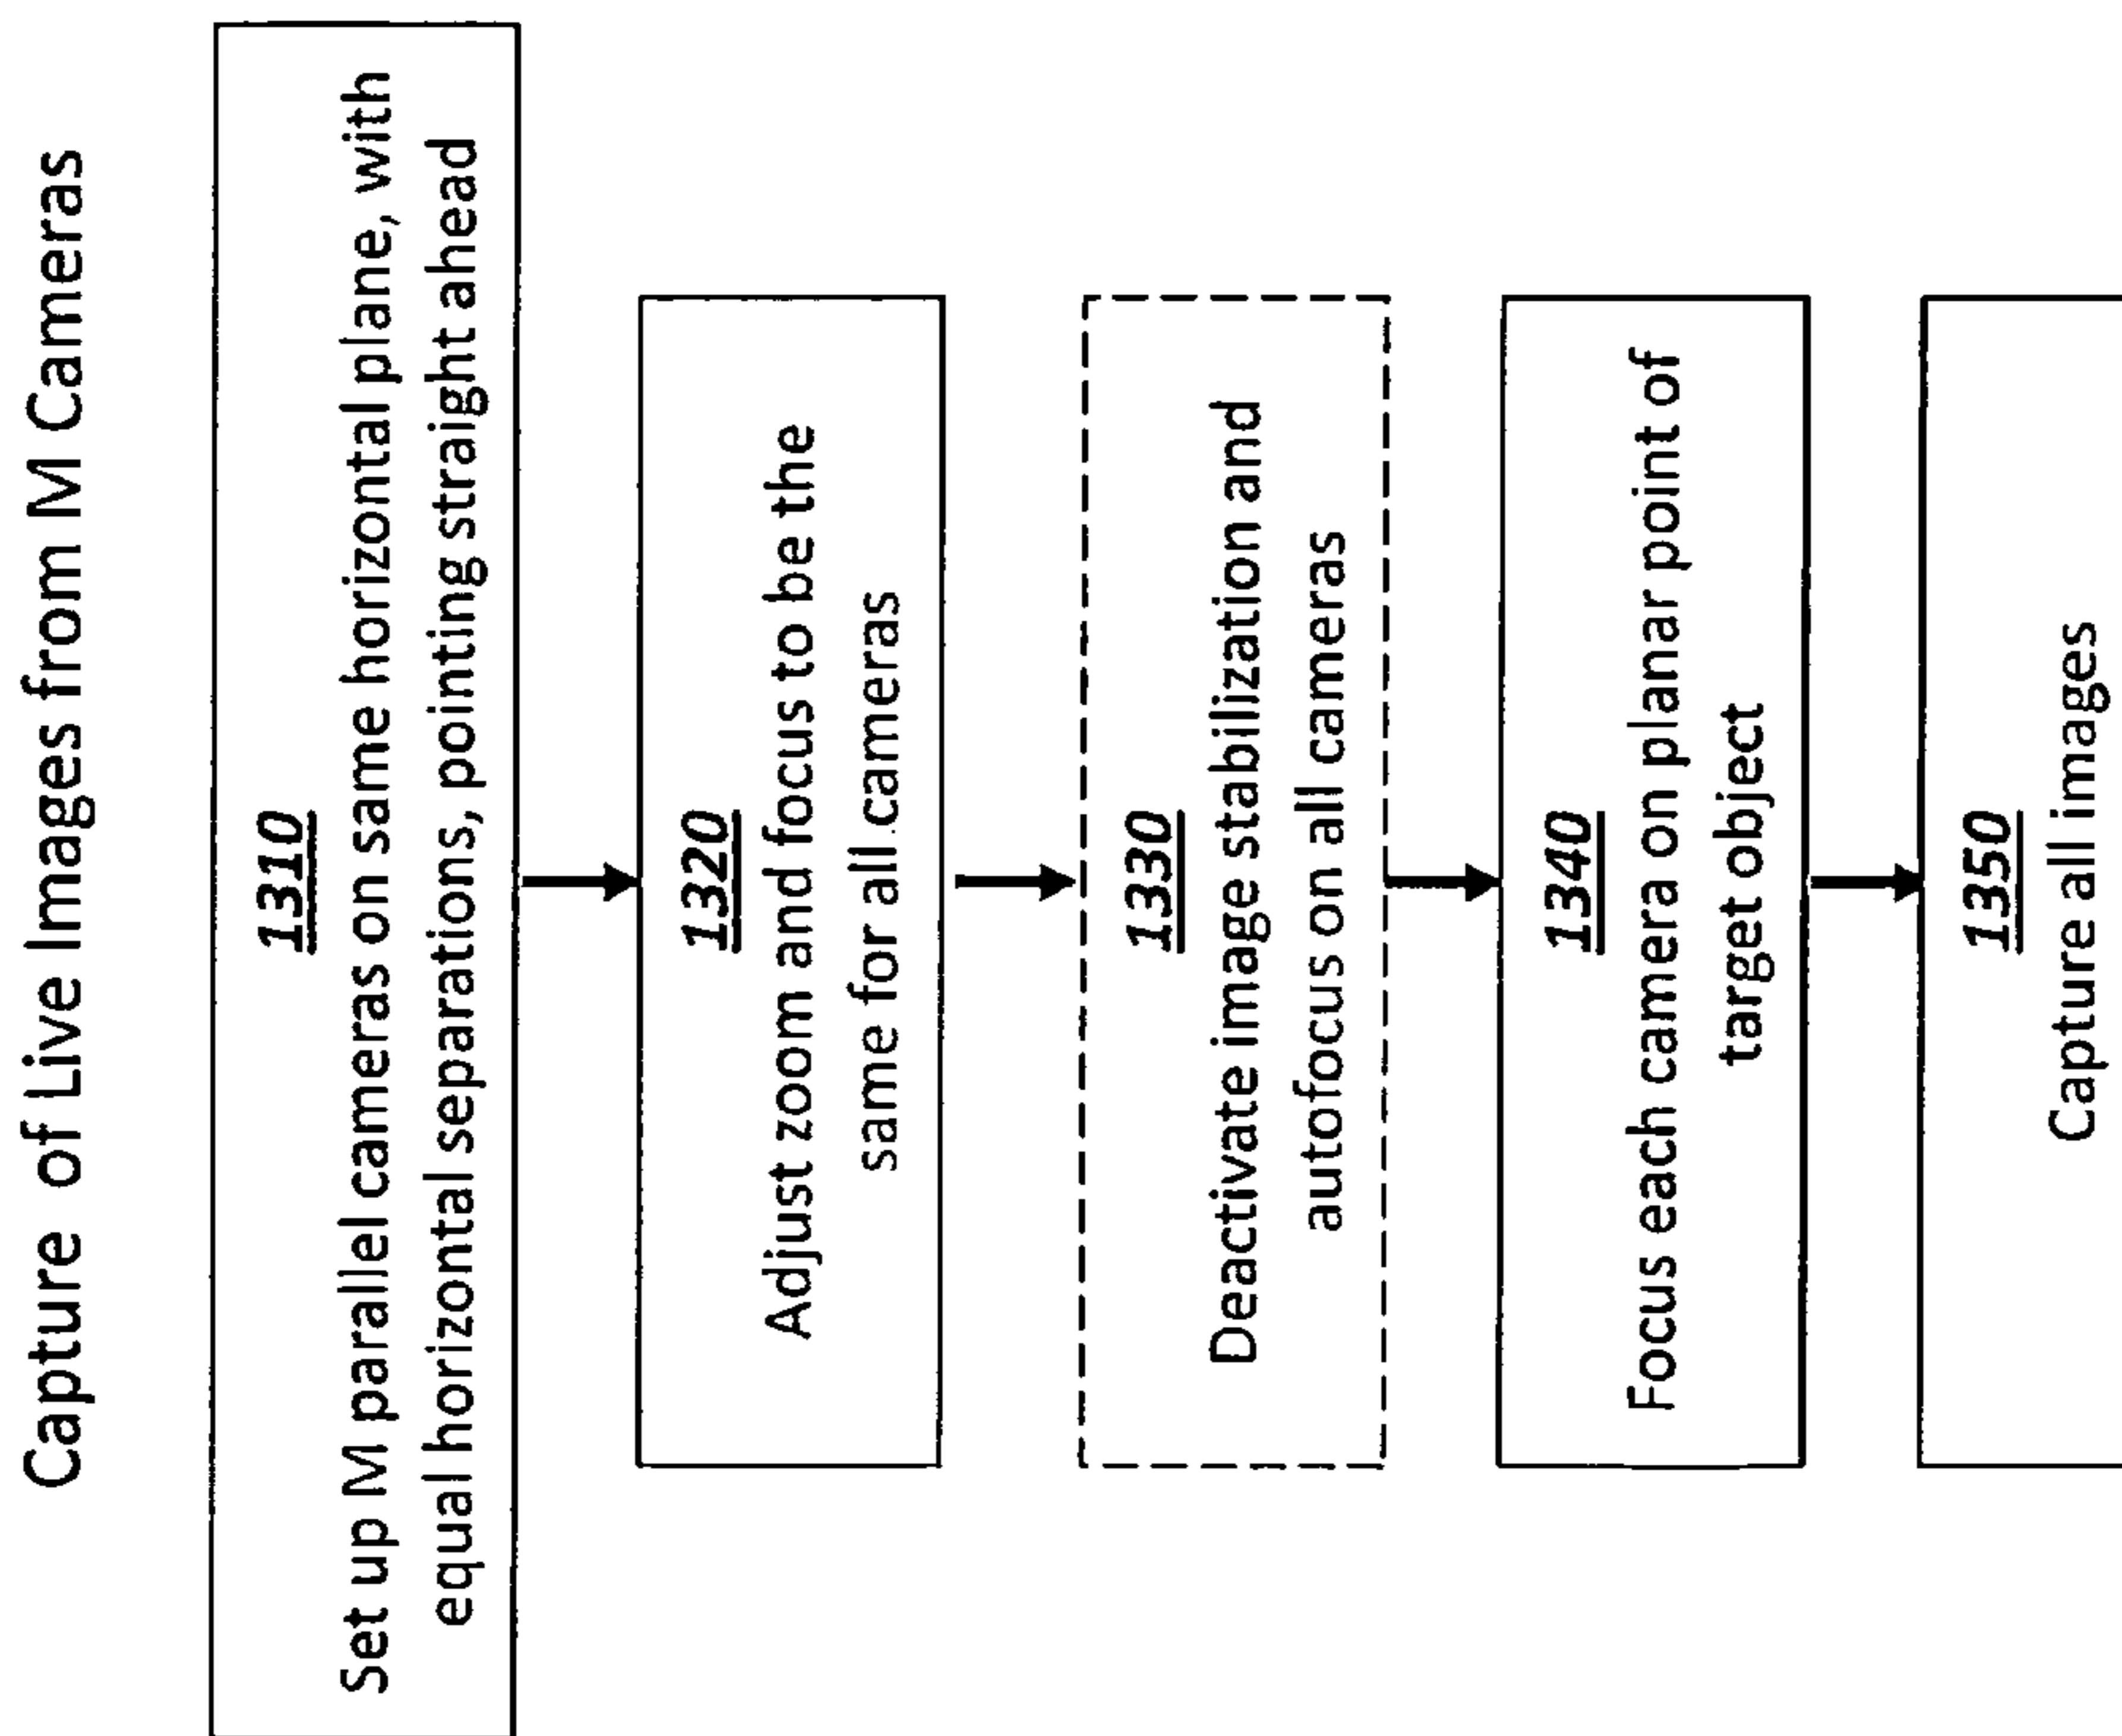 Capture of Live Images from M Cameras
1310
Set up M parallel cameras on same horizontal plane, with
equal horizontal separations, pointing straight ahead
1320
Adjust zoom and focus to be the
same for all cameras
1330
Deactivate image stabilization and
autofocus on all cameras
1340
Focus each camera on planar point of
target object
1350
Capture all images